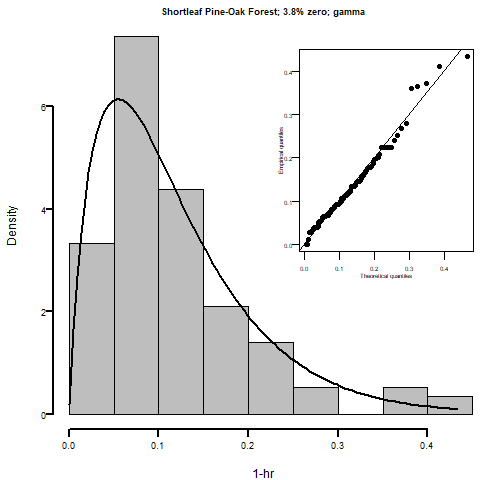 Shortleaf Pine-Oak Forest; 3.8% zero; gamma
Density
0
2
4
6
0.0 0.1 0.2 0.3 0.4
1-hr
Empirical quantiles
0.0
0.1
0.2
0.3
0.4
0.0 0.1 0.2 0.3 0.4
Theoretical quantiles